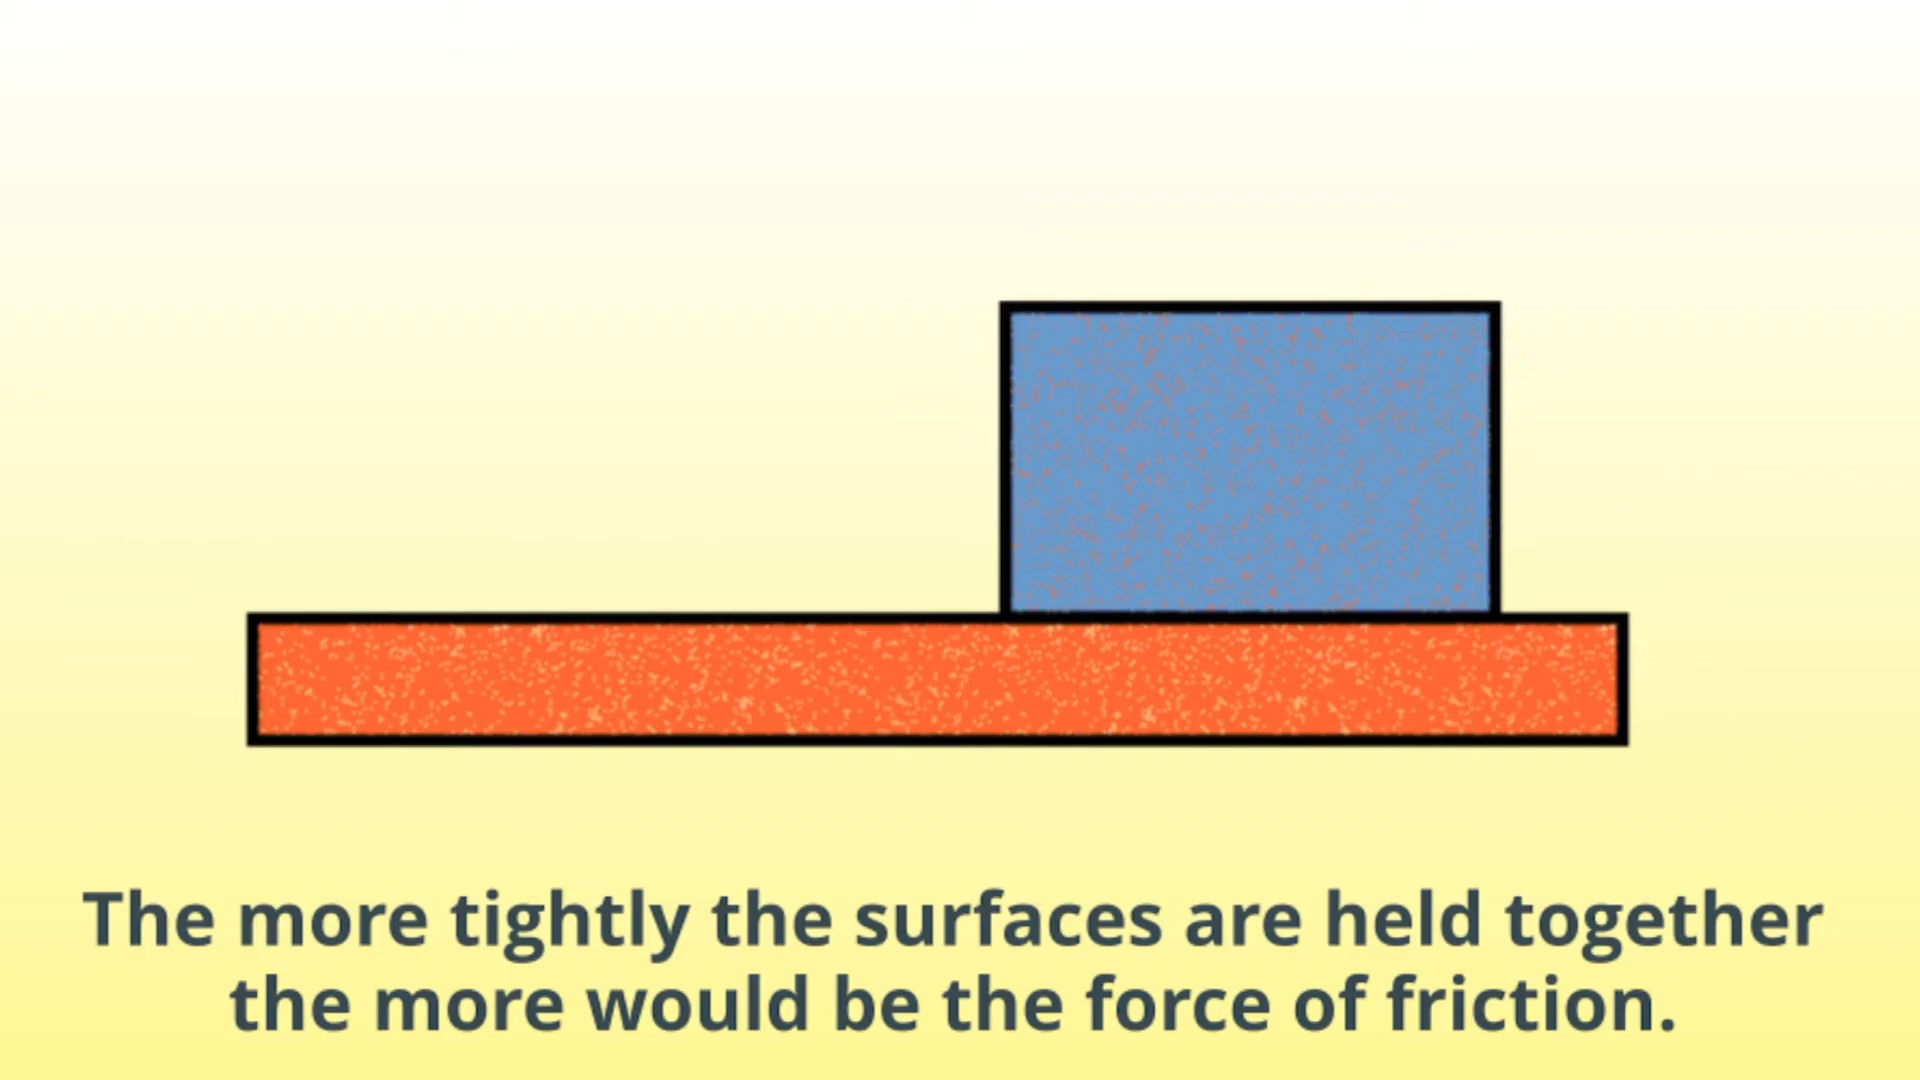 The more tightly the surfaces are held together
the more would be the force of friction.